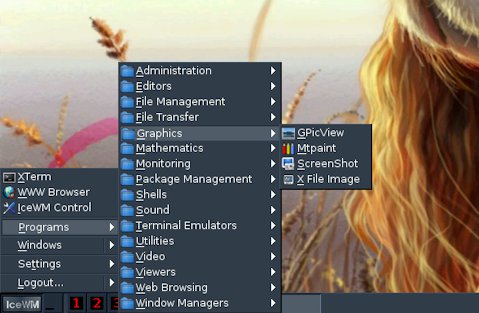 Administration
Editors
File Management
File Transfer
Graphics
Mathematics
Monitoring
Package Management
Shells
Sound
Terminal Emulators
Utilities
Video
Viewers
Web Browsing
Window Managers
GPicView
Mtpaint
ScreenShot
X File Image
XTerm
WWW Browser
IceWM Control
Programs
Windows
Settings
Logout...
IceWM
1 2 3